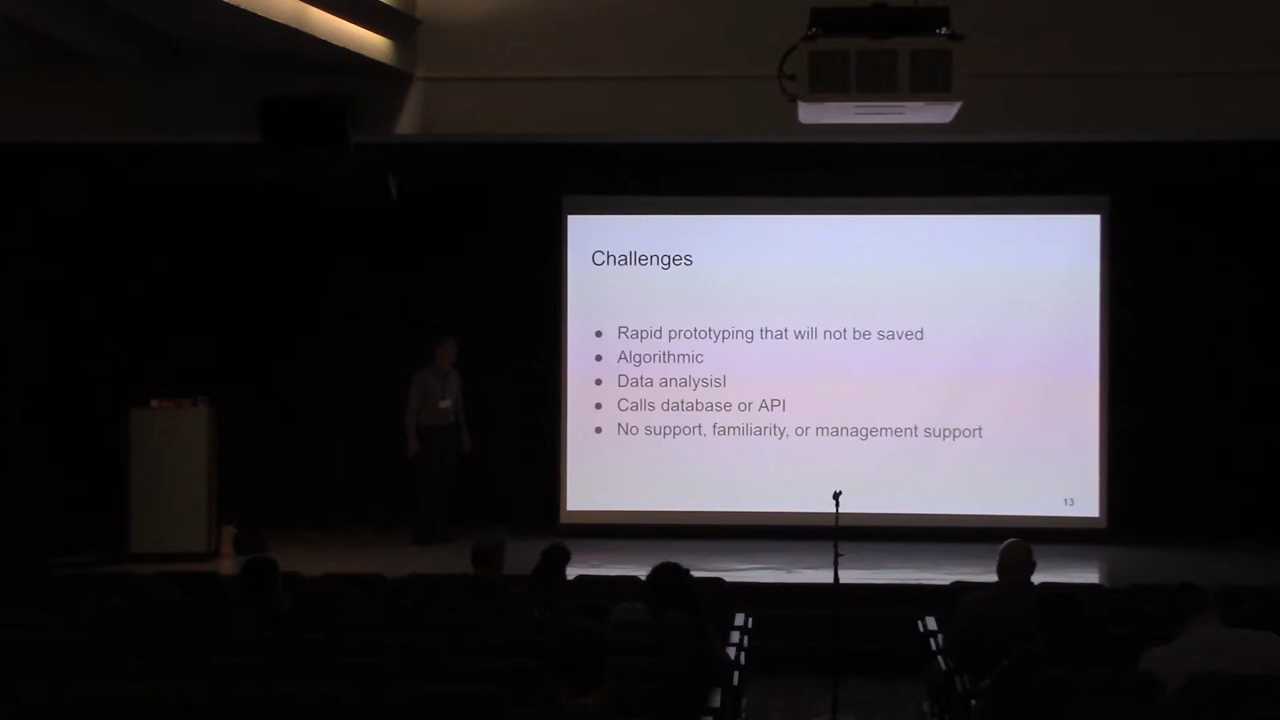 Challenges
● Rapid prototyping that will not be saved
● Algorithmic
● Data analysisl
● Calls database or API
● No support, familiarity, or management support
13